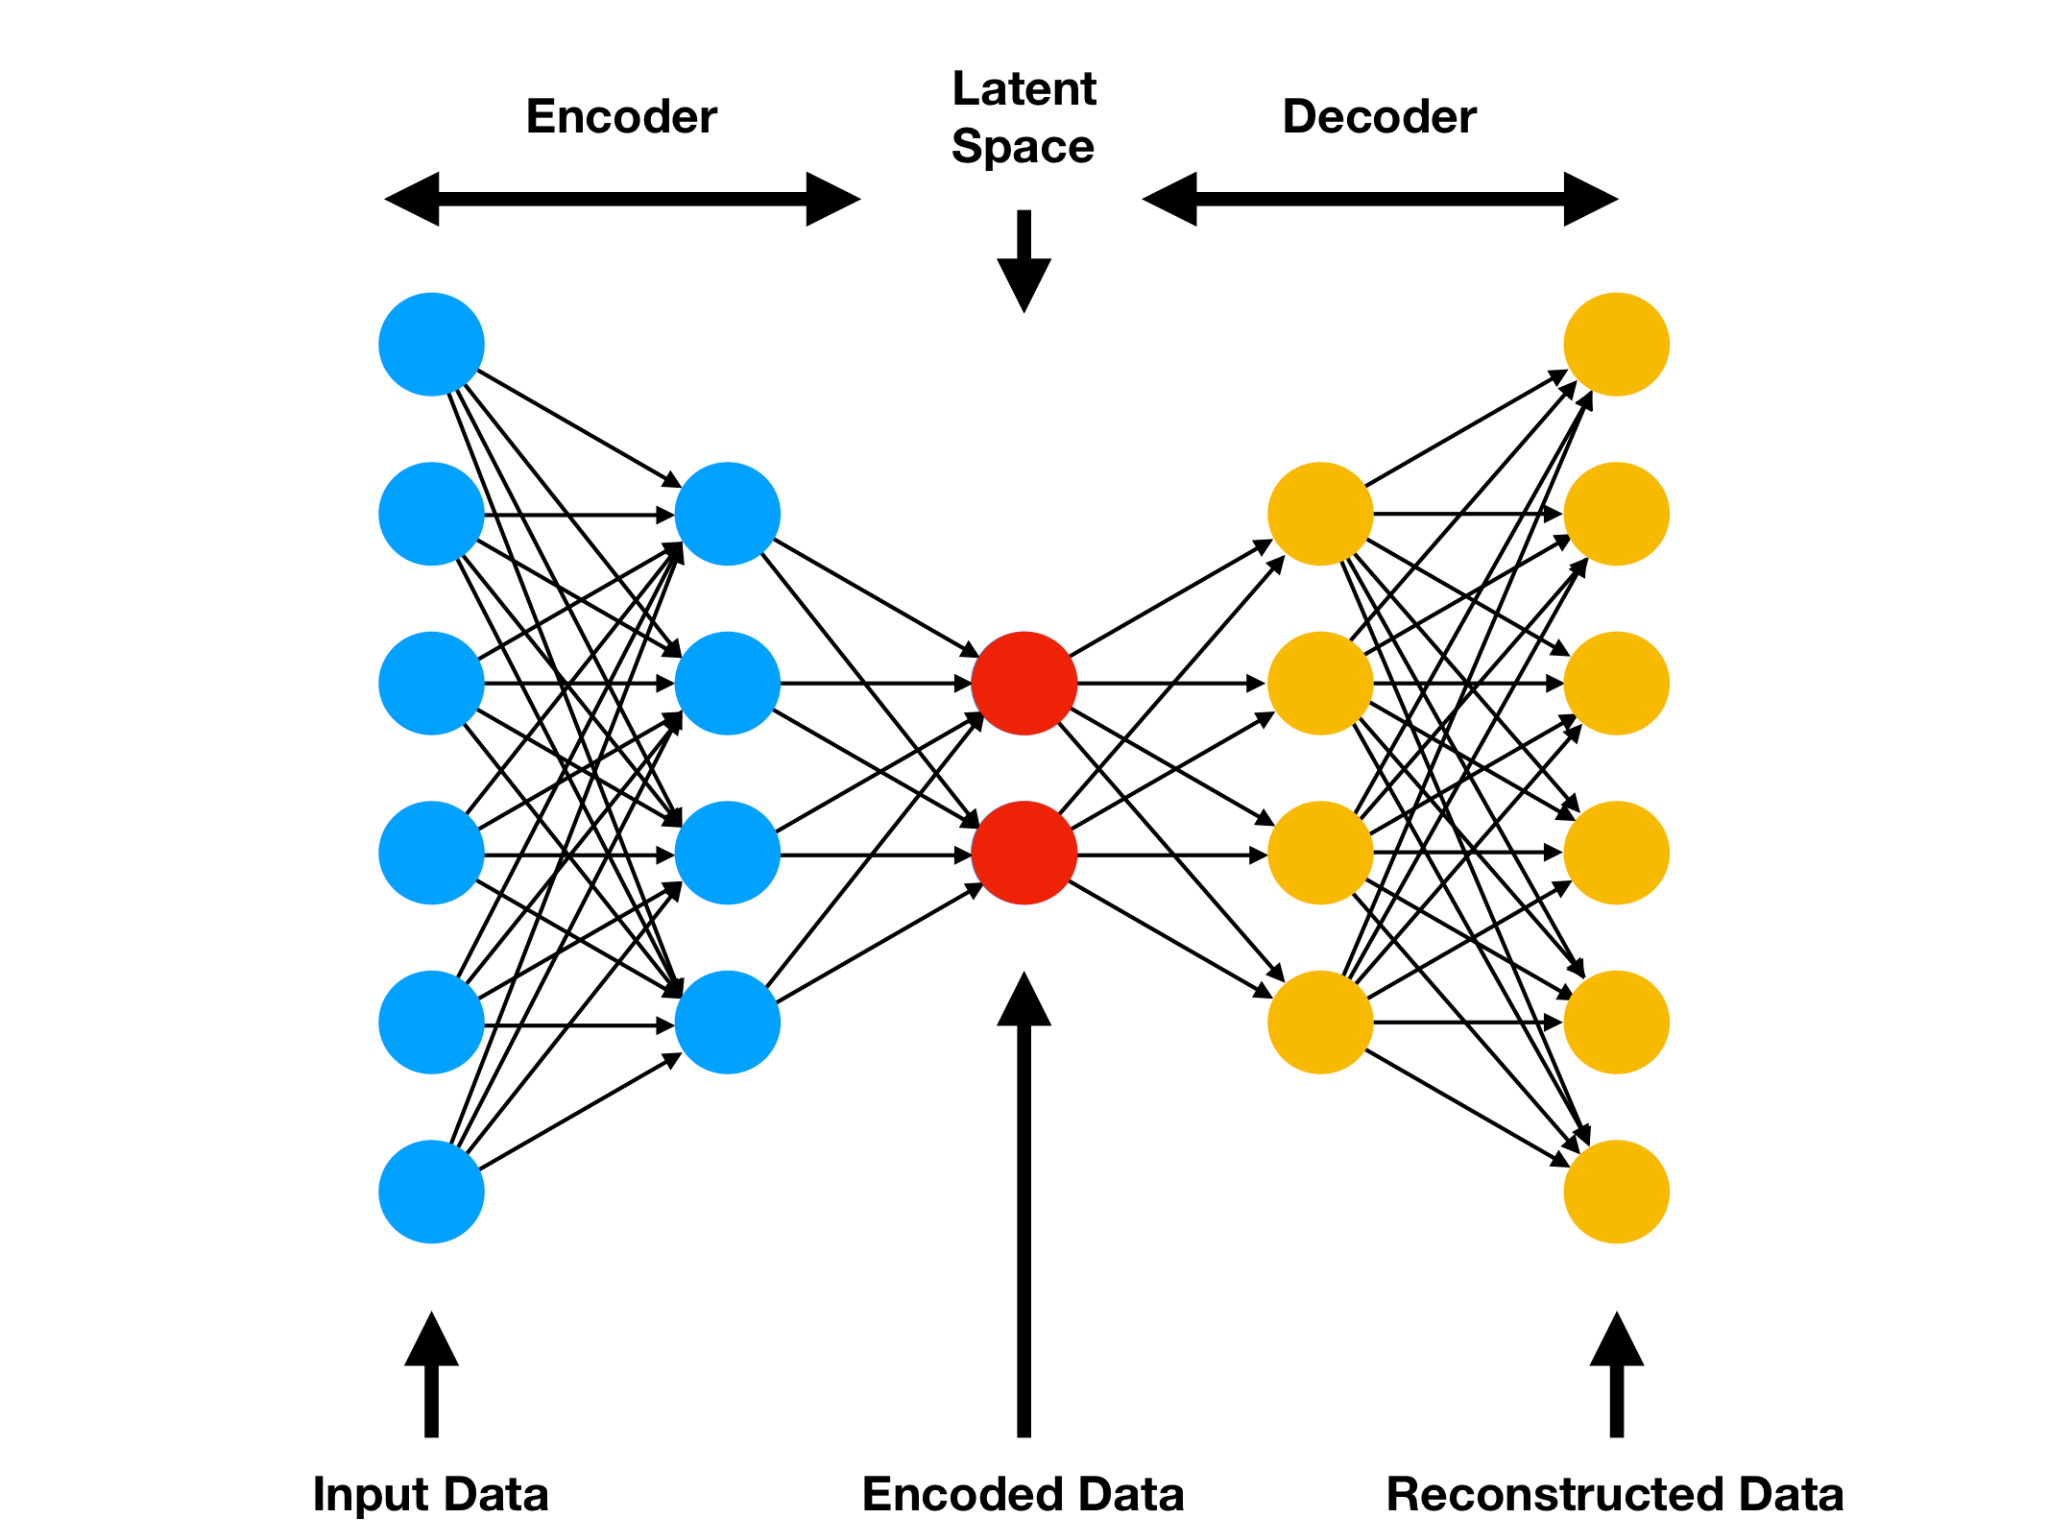 Encoder
Latent
Space
Decoder
Input Data
Encoded Data
Reconstructed Data